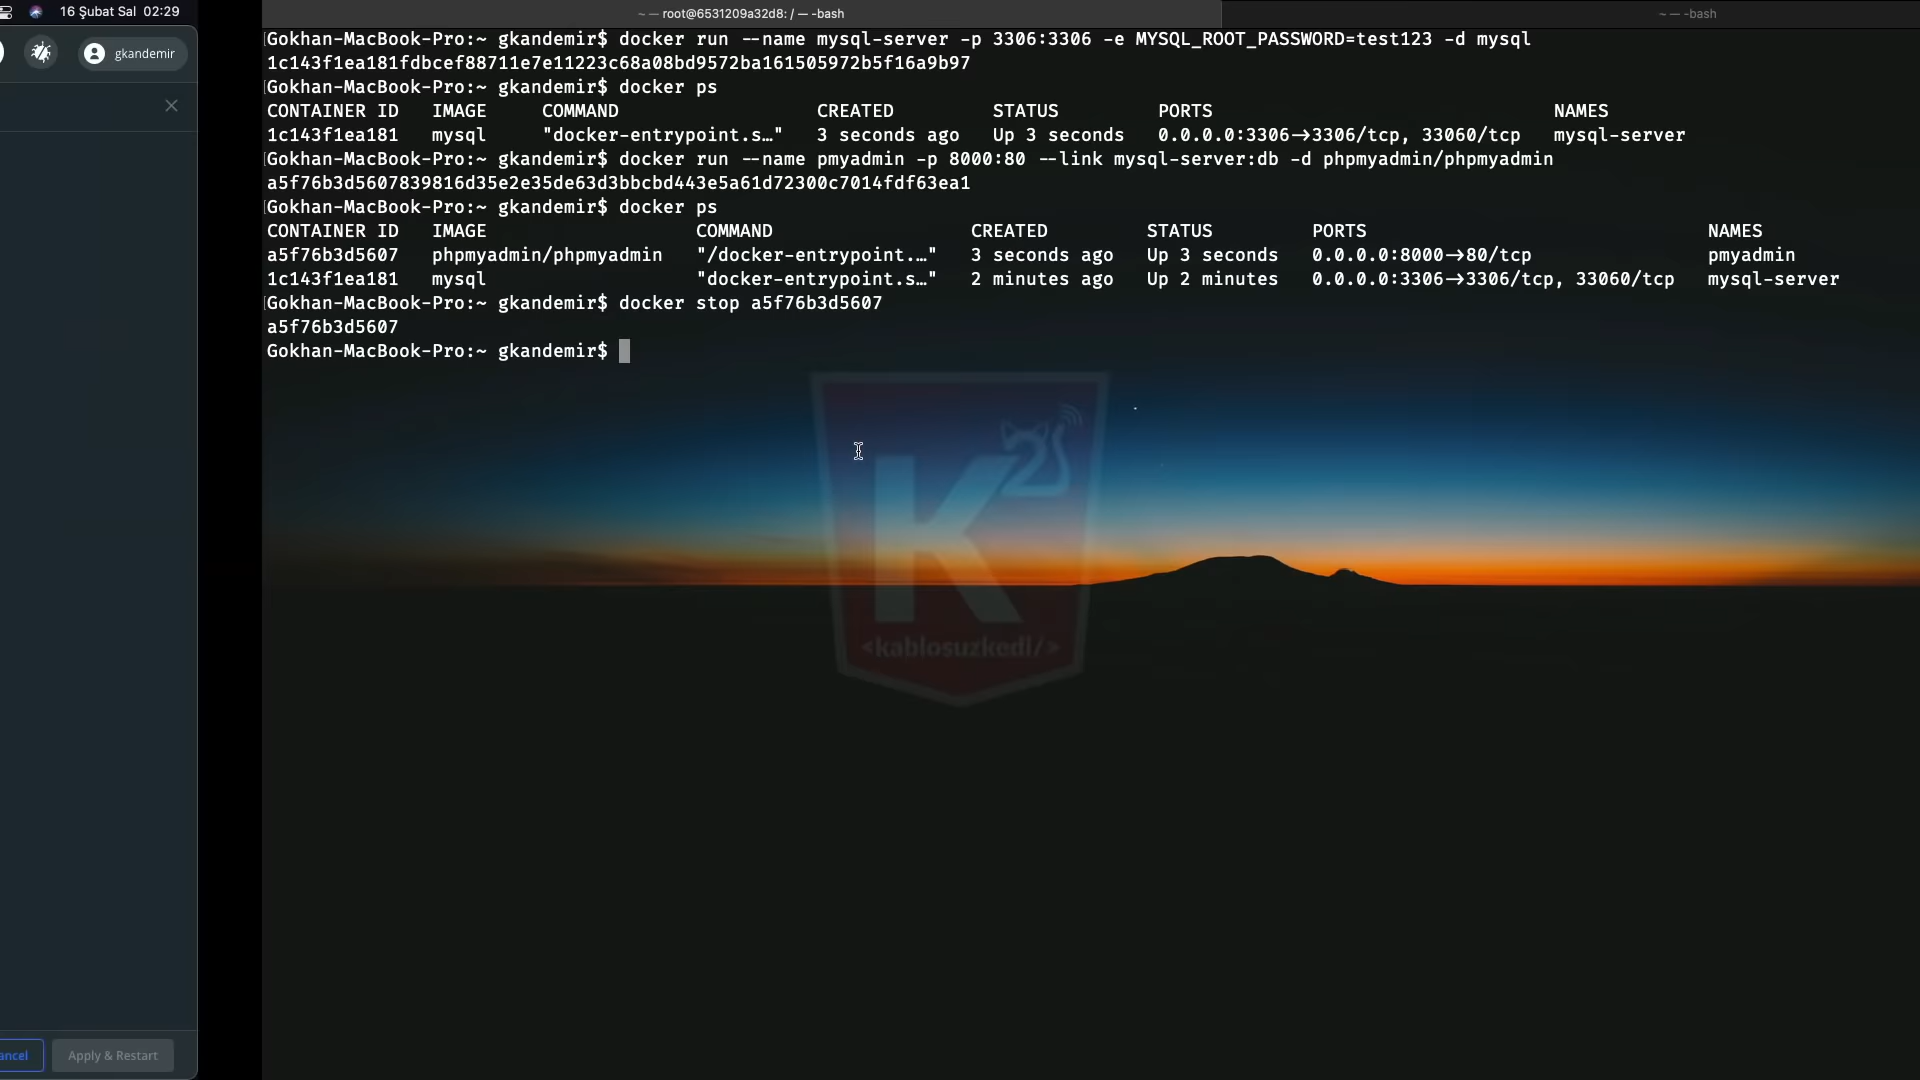 16 Şubat Sal 02:29
gkandemir
ancel
Apply & Restart
~ — root@6531209a32d8: / — -bash
~ — -bash
Gokhan-MacBook-Pro:~ gkandemir$ docker run --name mysql-server -p 3306:3306 -e MYSQL_ROOT_PASSWORD=test123 -d mysql
1c143f1ea181fdbcef88711e7e11223c68a08bd9572ba161505972b5f16a9b97
Gokhan-MacBook-Pro:~ gkandemir$ docker ps
CONTAINER ID IMAGE COMMAND CREATED STATUS PORTS NAMES
1c143f1ea181 mysql "docker-entrypoint.s…" 3 seconds ago Up 3 seconds 0.0.0.0:3306->3306/tcp, 33060/tcp mysql-server
Gokhan-MacBook-Pro:~ gkandemir$ docker run --name pmyadmin -p 8000:80 --link mysql-server:db -d phpmyadmin/phpmyadmin
a5f76b3d5607839816d35e2e35de63d3bbcbd443e5a61d72300c7014fdf63ea1
Gokhan-MacBook-Pro:~ gkandemir$ docker ps
CONTAINER ID IMAGE COMMAND CREATED STATUS PORTS NAMES
a5f76b3d5607 phpmyadmin/phpmyadmin "/docker-entrypoint.…" 3 seconds ago Up 3 seconds 0.0.0.0:8000->80/tcp pmyadmin
1c143f1ea181 mysql "docker-entrypoint.s…" 2 minutes ago Up 2 minutes 0.0.0.0:3306->3306/tcp, 33060/tcp mysql-server
Gokhan-MacBook-Pro:~ gkandemir$ docker stop a5f76b3d5607
a5f76b3d5607
Gokhan-MacBook-Pro:~ gkandemir$
K2
<kablosuzkedi/>